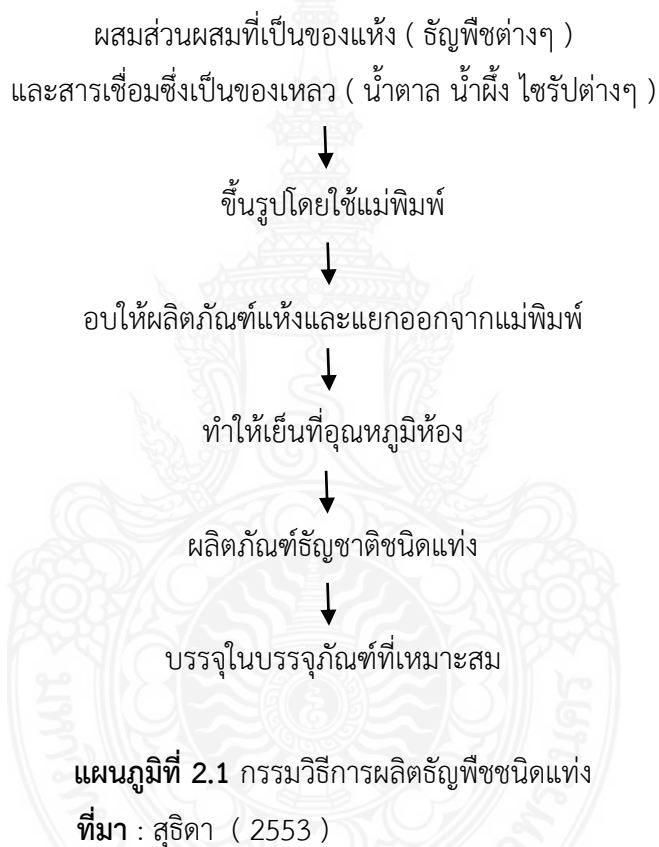 ผสมส่วนผสมที่เป็นของแห้ง ( ธัญพืชต่างๆ )
และสารเชื่อมซึ่งเป็นของเหลว ( น้ำตาล น้ำผึ้ง ไซรัปต่างๆ )
ขึ้นรูปโดยใช้แม่พิมพ์
อบให้ผลิตภัณฑ์แห้งและแยกออกจากแม่พิมพ์
ทำให้เย็นที่อุณหภูมิห้อง
ผลิตภัณฑ์ธัญชาติชนิดแท่ง
บรรจุในบรรจุภัณฑ์ที่เหมาะสม
แผนภูมิที่ 2.1 กรรมวิธีการผลิตธัญพืชชนิดแท่ง
ที่มา : สุธิดา ( 2553 )